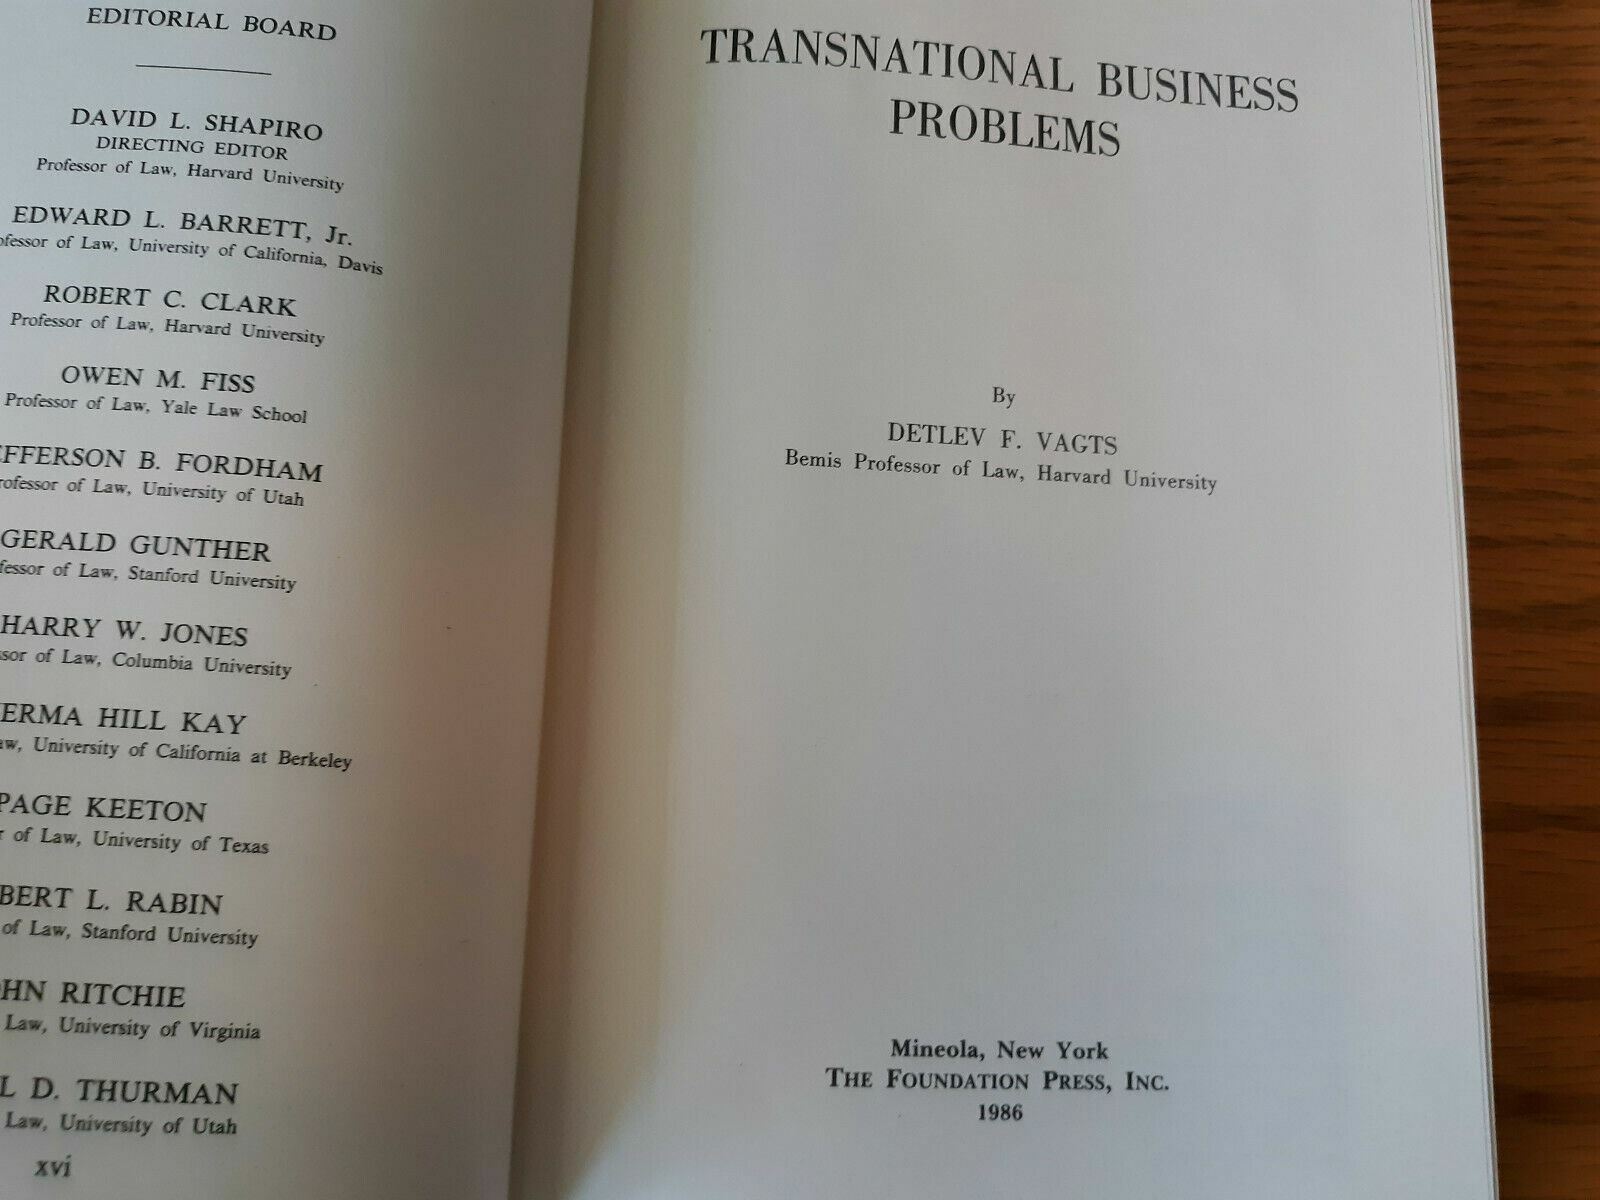 EDITORIAL BOARD
DAVID L. SHAPIRO
DIRECTING EDITOR
Professor of Law, Harvard University
EDWARD L. BARRETT, Jr.
ofessor of Law, University of California, Davis
ROBERT C. CLARK
Professor of Law, Harvard University
OWEN M. FISS
Professor of Law, Yale Law School
EFFERSON B. FORDHAM
rofessor of Law, University of Utah
GERALD GUNTHER
fessor of Law, Stanford University
HARRY W. JONES
ssor of Law, Columbia University
ERMA HILL KAY
aw, University of California at Berkeley
PAGE KEETON
r of Law, University of Texas
BERT L. RABIN
of Law, Stanford University
HN RITCHIE
Law, University of Virginia
L D. THURMAN
Law, University of Utah
xvi
TRANSNATIONAL BUSINESS
PROBLEMS
By
DETLEV F. VAGTS
Bemis Professor of Law, Harvard University
Mineola, New York
THE FOUNDATION PRESS, INC.
1986